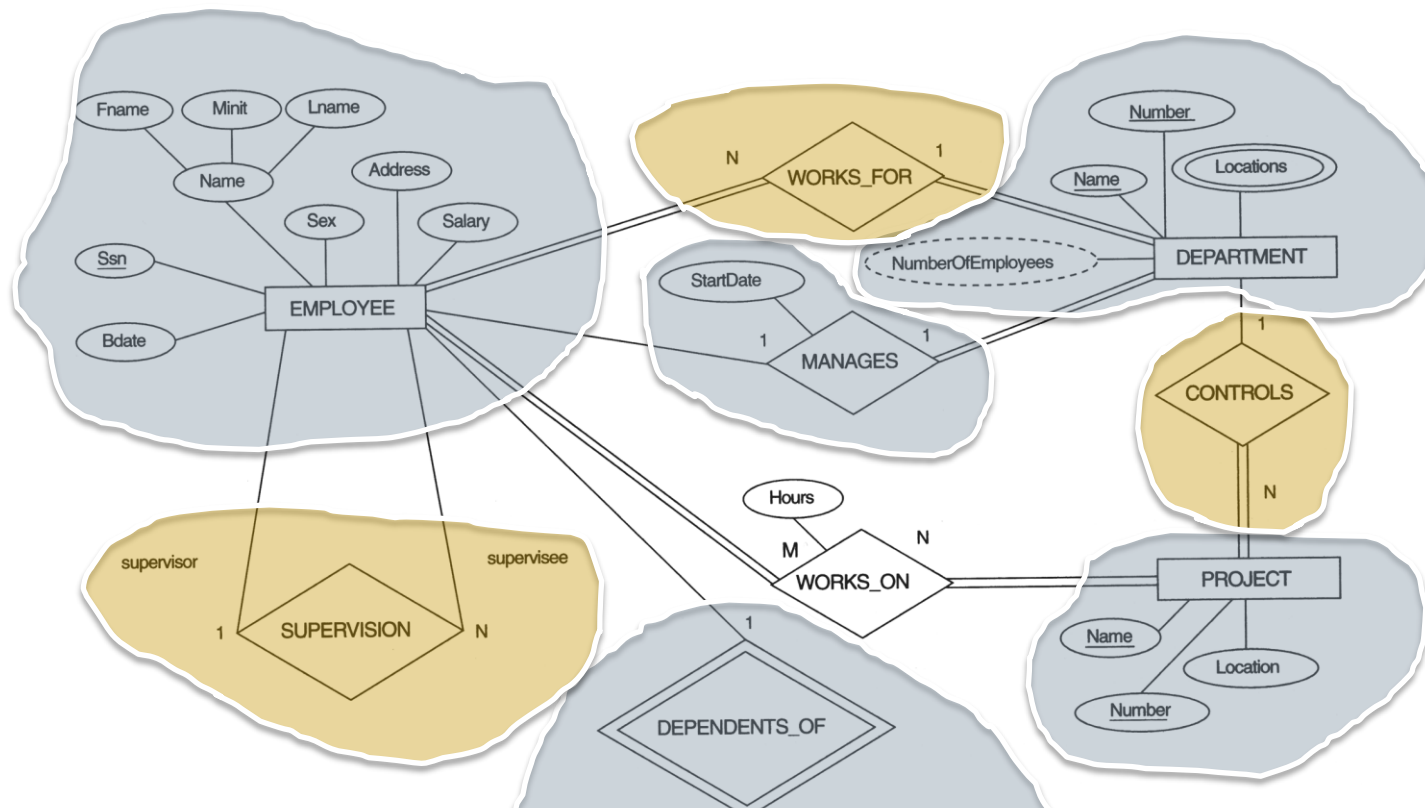 Fname
Minit
Lname
Name
Address
Sex
Salary
Ssn
Bdate
EMPLOYEE
N
WORKS_FOR
1
Number
Name
Locations
NumberOfEmployees
DEPARTMENT
StartDate
1
MANAGES
1
1
CONTROLS
N
Hours
M
N
WORKS_ON
supervisor
supervisee
1
SUPERVISION
N
1
DEPENDENTS_OF
PROJECT
Name
Location
Number